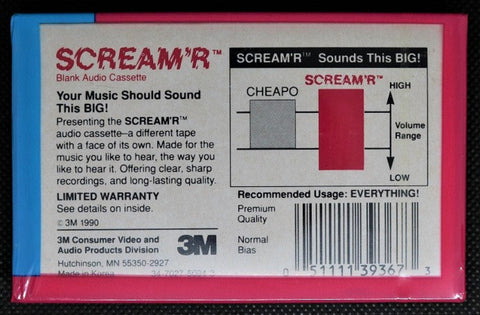 SCREAM'R™
Blank Audio Cassette
Your Music Should Sound
This BIG!
Presenting the SCREAM'R™
audio cassette—a different tape
with a face of its own. Made for the
music you like to hear, the way you
like to hear it. Offering clear, sharp
recordings, and long-lasting quality.
LIMITED WARRANTY
See details on inside.
© 3M 1990
3M Consumer Video and
Audio Products Division
3M
Hutchinson, MN 55350-2927
Made in Korea
SCREAM'R™ Sounds This BIG!
SCREAM'R™
CHEAPO
HIGH
Volume
Range
LOW
Recommended Usage: EVERYTHING!
Premium
Quality
Normal
Bias
0 51111 39367 3